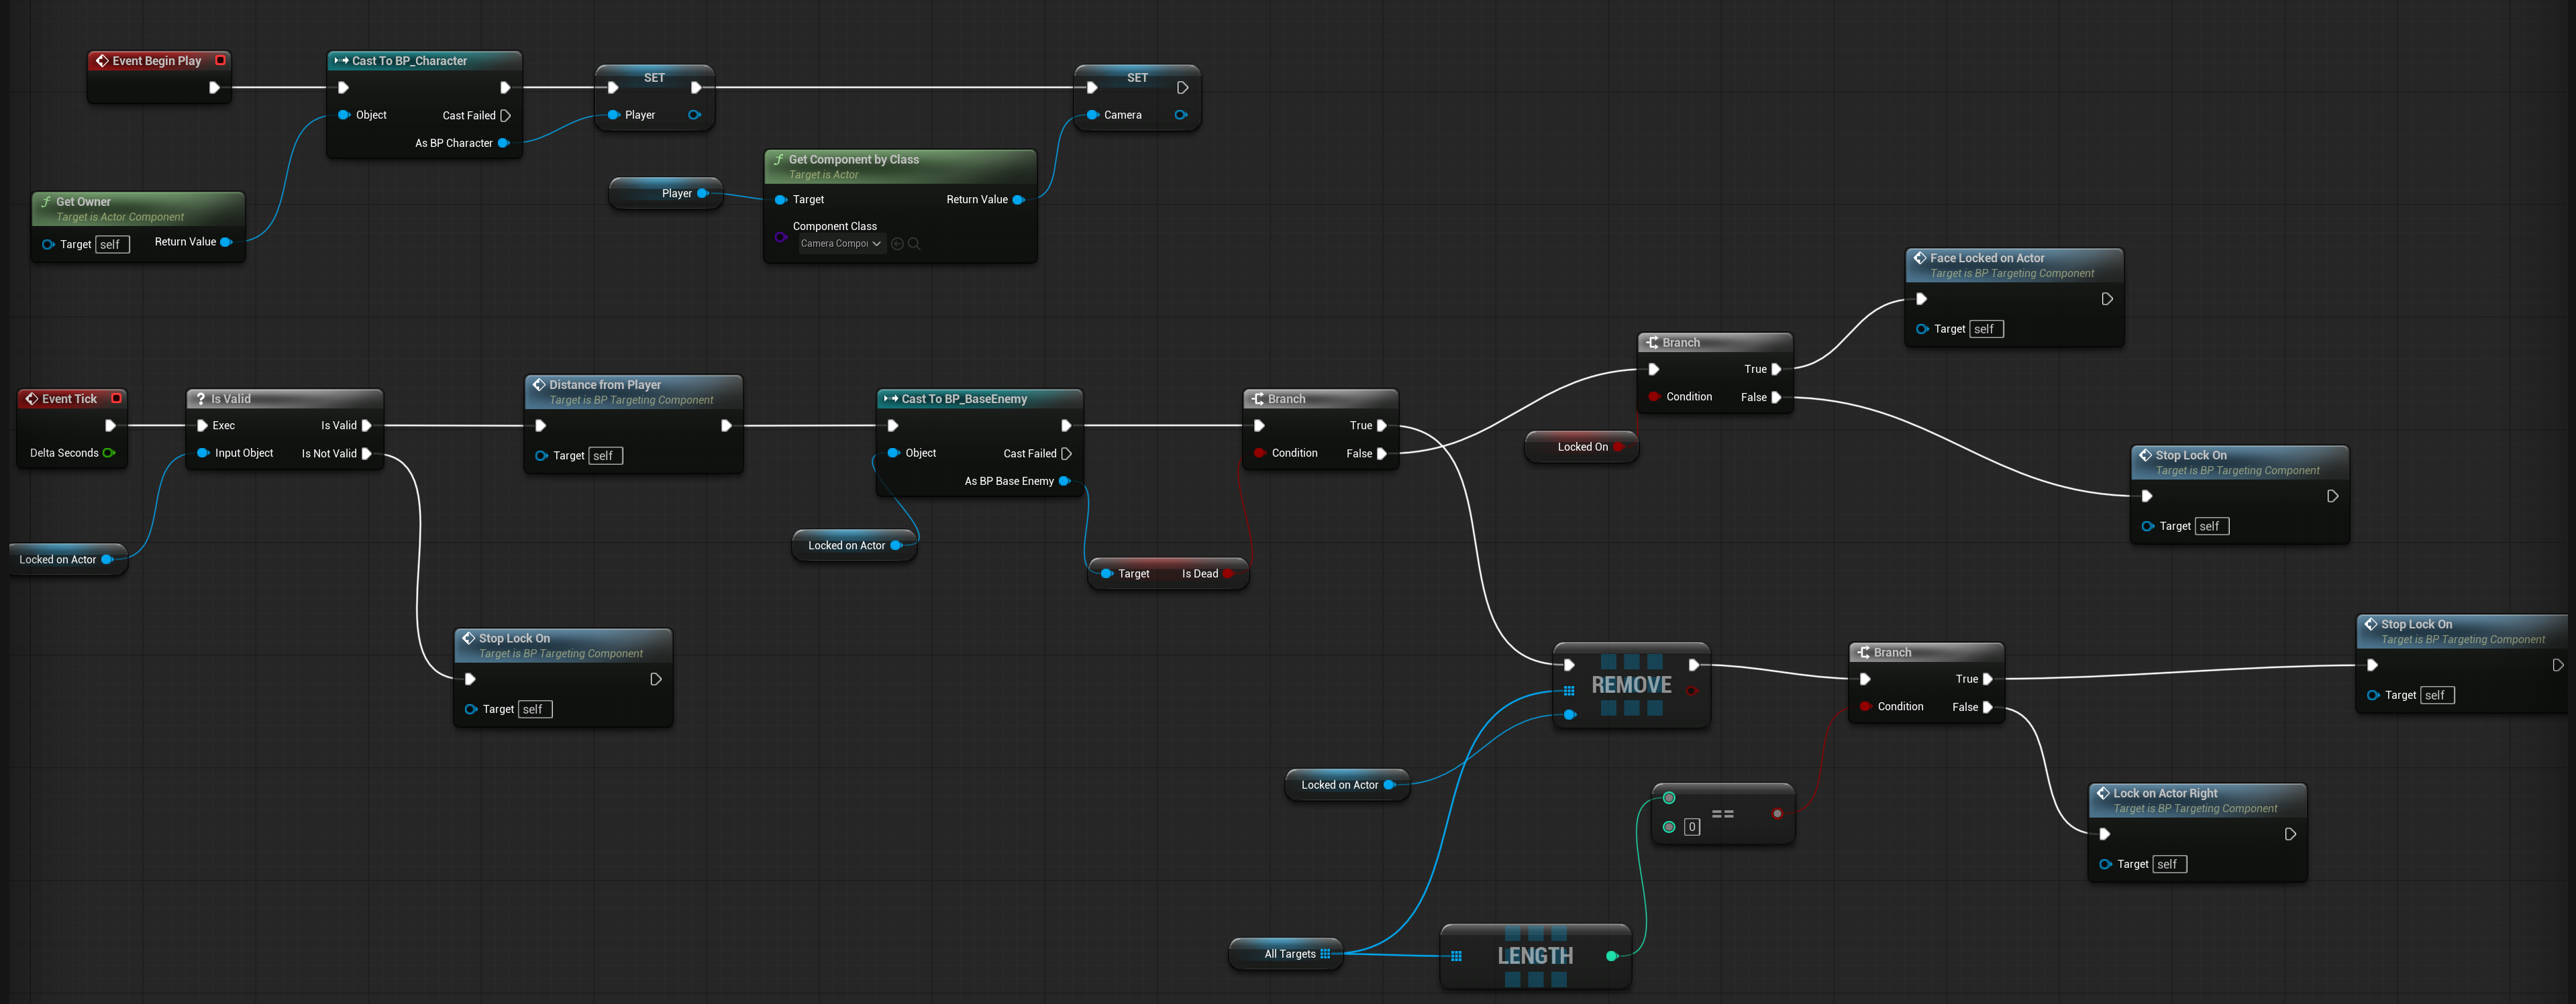 Event Begin Play
Cast To BP_Character
Object
Cast Failed
As BP Character
SET
Player
SET
Camera
Get Owner
Target is Actor Component
Target self
Return Value
Player
Get Component by Class
Target is Actor
Target
Return Value
Component Class
Camera Compo
Face Locked on Actor
Target is BP Targeting Component
Target self
Branch
True
Condition
False
Locked On
Event Tick
Delta Seconds
? Is Valid
Exec
Is Valid
Input Object
Is Not Valid
Locked on Actor
Distance from Player
Target is BP Targeting Component
Target self
Cast To BP_BaseEnemy
Object
Cast Failed
As BP Base Enemy
Locked on Actor
Branch
True
Condition
False
Target
Is Dead
Stop Lock On
Target is BP Targeting Component
Target self
Stop Lock On
Target is BP Targeting Component
Target self
REMOVE
Locked on Actor
Branch
True
Condition
False
Stop Lock On
Target is BP Targeting Component
Target self
0
==
Lock on Actor Right
Target is BP Targeting Component
Target self
All Targets
LENGTH